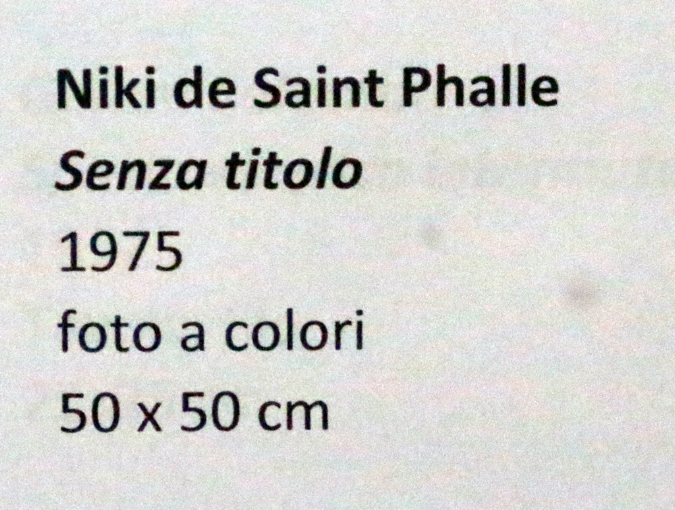 Niki de Saint Phalle
Senza titolo
1975
foto a colori
50 x 50 cm